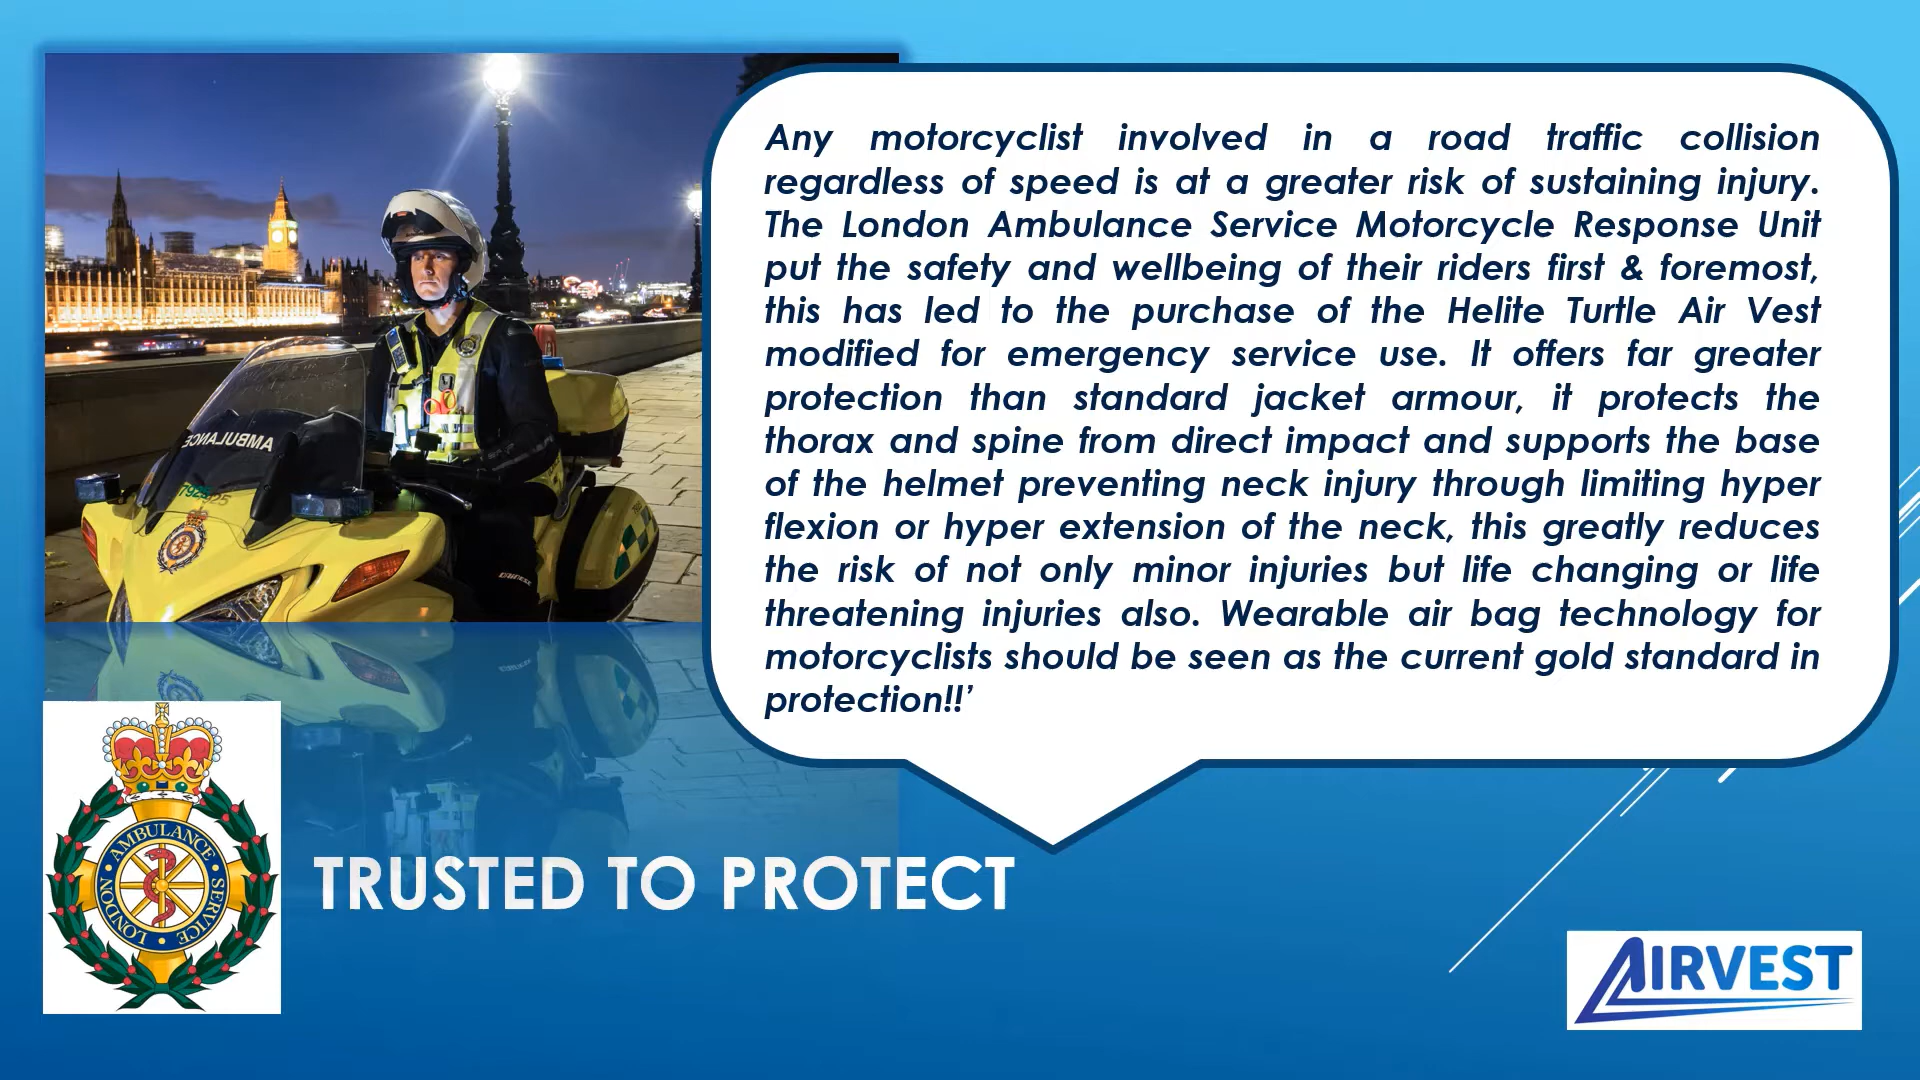 Any motorcyclist involved in a road traffic collision
regardless of speed is at a greater risk of sustaining injury.
The London Ambulance Service Motorcycle Response Unit
put the safety and wellbeing of their riders first & foremost,
this has led to the purchase of the Helite Turtle Air Vest
modified for emergency service use. It offers far greater
protection than standard jacket armour, it protects the
thorax and spine from direct impact and supports the base
of the helmet preventing neck injury through limiting hyper
flexion or hyper extension of the neck, this greatly reduces
the risk of not only minor injuries but life changing or life
threatening injuries also. Wearable air bag technology for
motorcyclists should be seen as the current gold standard in
protection!!’
AMBULANCE
DAINESE
LONDON AMBULANCE SERVICE
TRUSTED TO PROTECT
AIRVEST